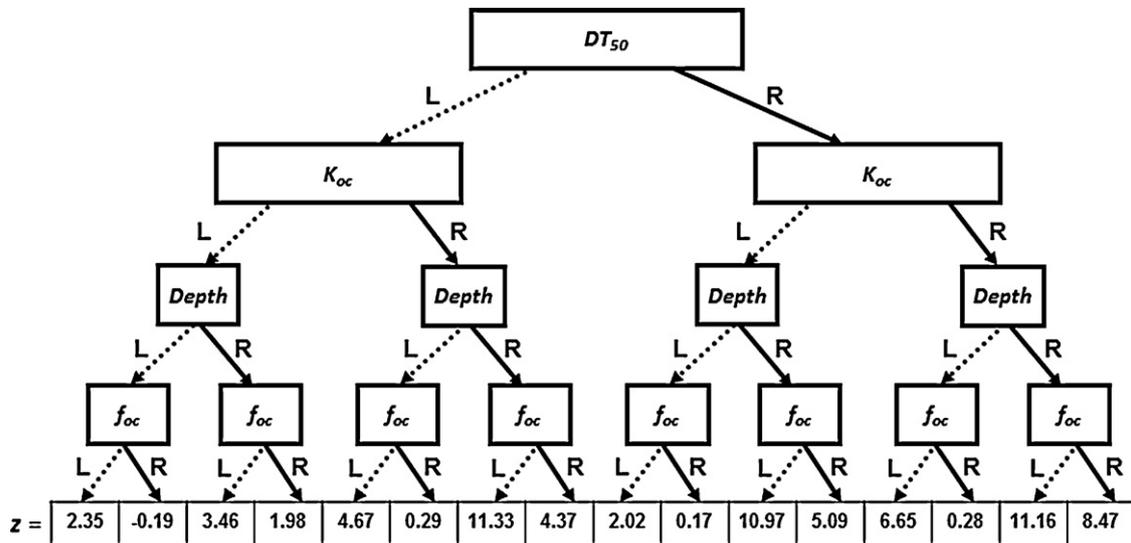 DT50
L R
Koc Koc
L R L R
Depth Depth Depth Depth
L R L R L R L R
foc foc foc foc foc foc foc foc
L R L R L R L R L R L R L R L R
z = 2.35 -0.19 3.46 1.98 4.67 0.29 11.33 4.37 2.02 0.17 10.97 5.09 6.65 0.28 11.16 8.47